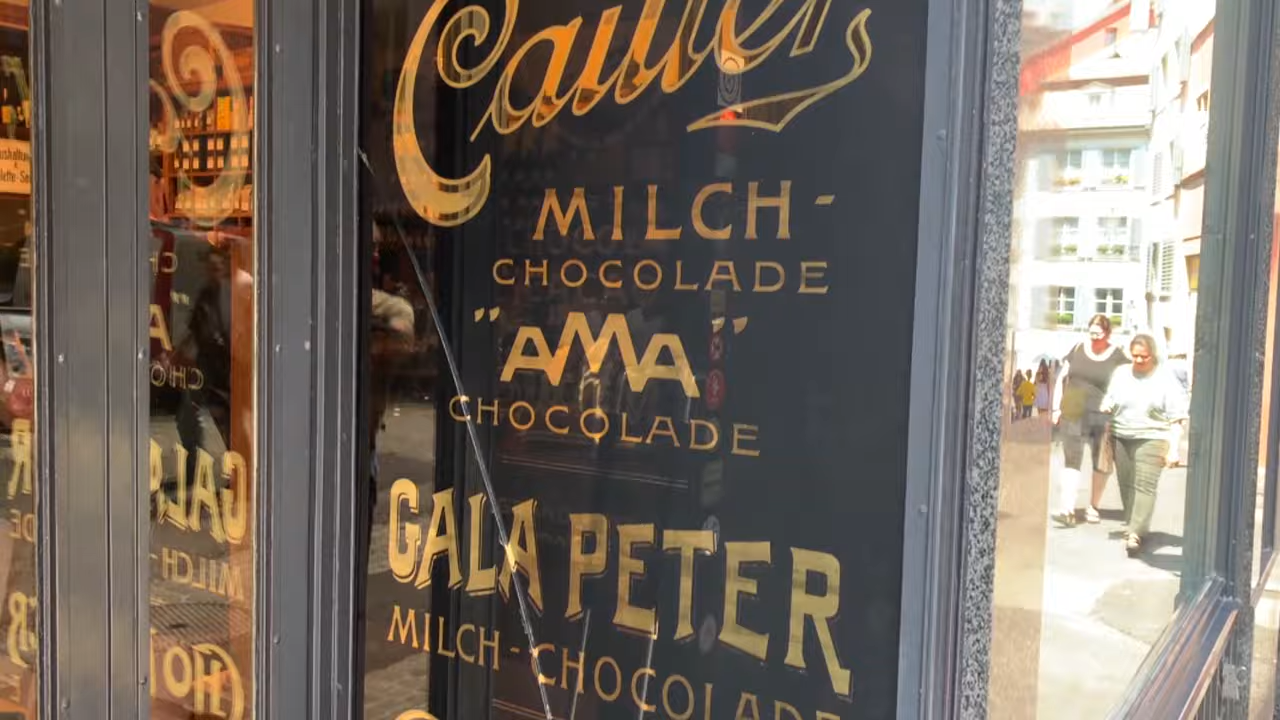 Cailler's
MILCH-
CHOCOLADE
"AMA"
CHOCOLADE
GALA PETER
MILCH-CHOCOLADE